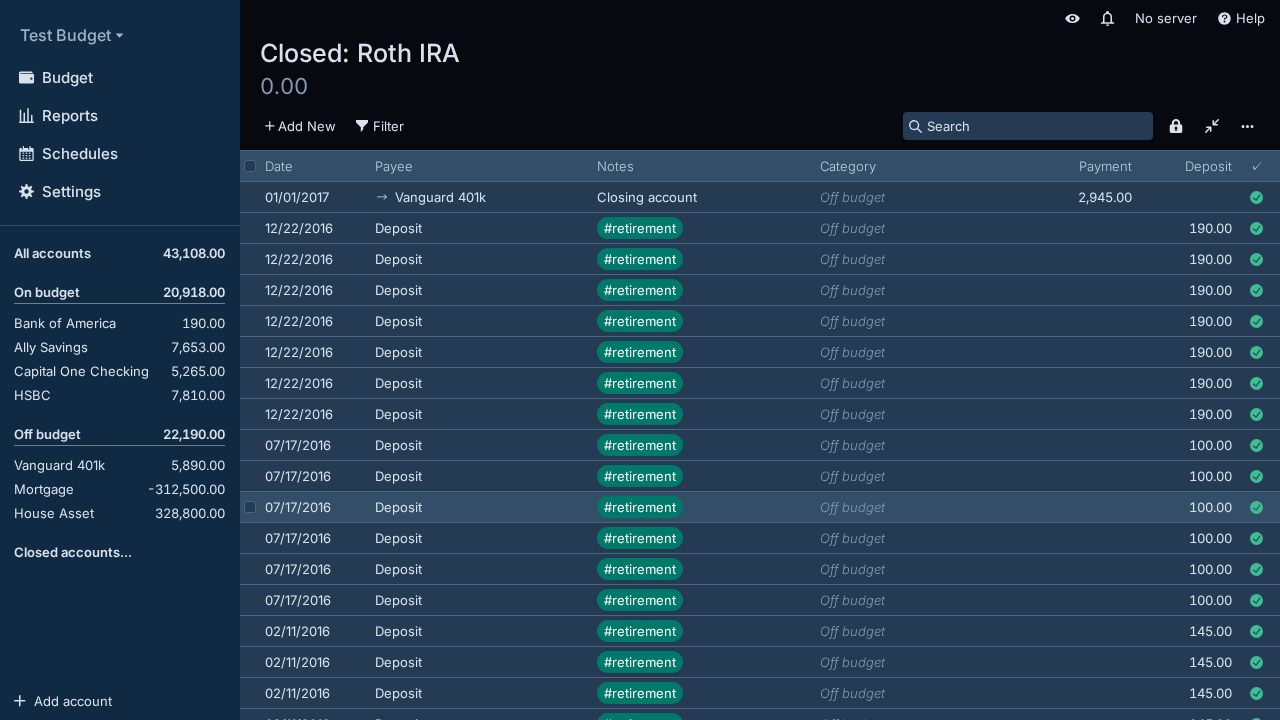 Test Budget
Budget
Reports
Schedules
Settings
All accounts 43,108.00
On budget 20,918.00
Bank of America 190.00
Ally Savings 7,653.00
Capital One Checking 5,265.00
HSBC 7,810.00
Off budget 22,190.00
Vanguard 401k 5,890.00
Mortgage -312,500.00
House Asset 328,800.00
Closed accounts...
Add account
No server Help
Closed: Roth IRA
0.00
Add New Filter Search
Date Payee Notes Category Payment Deposit ✓
01/01/2017 → Vanguard 401k Closing account Off budget 2,945.00
12/22/2016 Deposit #retirement Off budget 190.00
12/22/2016 Deposit #retirement Off budget 190.00
12/22/2016 Deposit #retirement Off budget 190.00
12/22/2016 Deposit #retirement Off budget 190.00
12/22/2016 Deposit #retirement Off budget 190.00
12/22/2016 Deposit #retirement Off budget 190.00
12/22/2016 Deposit #retirement Off budget 190.00
07/17/2016 Deposit #retirement Off budget 100.00
07/17/2016 Deposit #retirement Off budget 100.00
07/17/2016 Deposit #retirement Off budget 100.00
07/17/2016 Deposit #retirement Off budget 100.00
07/17/2016 Deposit #retirement Off budget 100.00
07/17/2016 Deposit #retirement Off budget 100.00
02/11/2016 Deposit #retirement Off budget 145.00
02/11/2016 Deposit #retirement Off budget 145.00
02/11/2016 Deposit #retirement Off budget 145.00